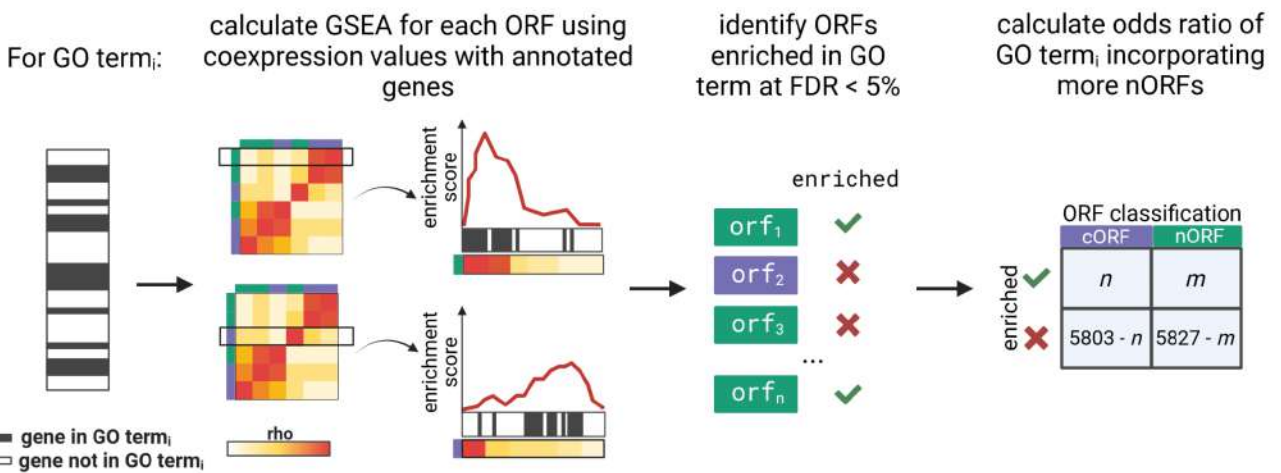 For GO termᵢ:
calculate GSEA for each ORF using
coexpression values with annotated
genes
identify ORFs
enriched in GO
term at FDR < 5%
calculate odds ratio of
GO termᵢ incorporating
more nORFs
enrichment
score
enrichment
score
enriched
orf₁
orf₂
orf₃
...
orfₙ
ORF classification
cORF nORF
enriched
n m
5803 - n 5827 - m
gene in GO termᵢ
gene not in GO termᵢ
rho